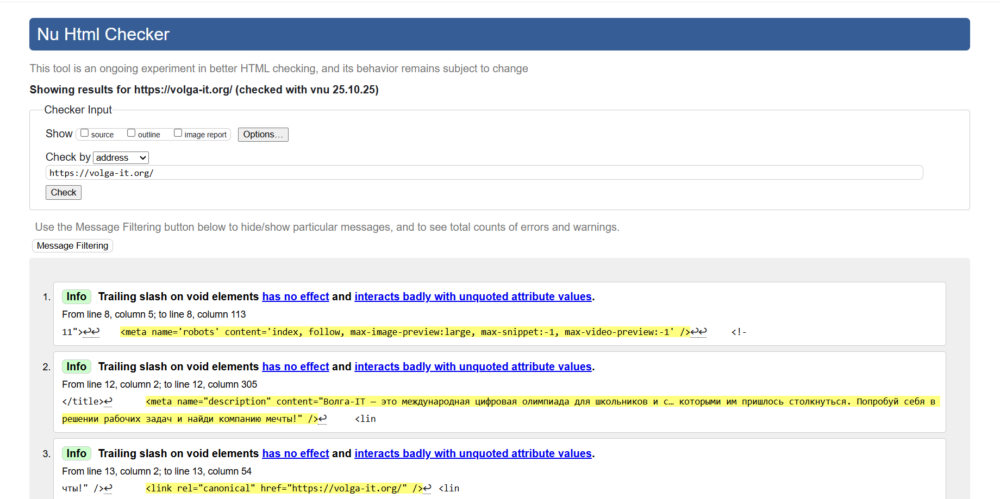 Nu Html Checker
This tool is an ongoing experiment in better HTML checking, and its behavior remains subject to change
Showing results for https://volga-it.org/ (checked with vnu 25.10.25)
Checker Input
Show source outline image report Options…
Check by address
https://volga-it.org/
Check
Use the Message Filtering button below to hide/show particular messages, and to see total counts of errors and warnings.
Message Filtering
1. Info Trailing slash on void elements has no effect and interacts badly with unquoted attribute values.
From line 8, column 5; to line 8, column 113
11">↩↩    <meta name='robots' content='index, follow, max-image-preview:large, max-snippet:-1, max-video-preview:-1' />↩↩    <!-
2. Info Trailing slash on void elements has no effect and interacts badly with unquoted attribute values.
From line 12, column 2; to line 12, column 305
</title>↩	<meta name="description" content="Волга-IT – это международная цифровая олимпиада для школьников и с… которыми им пришлось столкнуться. Попробуй себя в
решении рабочих задач и найди компанию мечты!" />↩	<lin
3. Info Trailing slash on void elements has no effect and interacts badly with unquoted attribute values.
From line 13, column 2; to line 13, column 54
чты!" />↩	<link rel="canonical" href="https://volga-it.org/" />↩	<lin